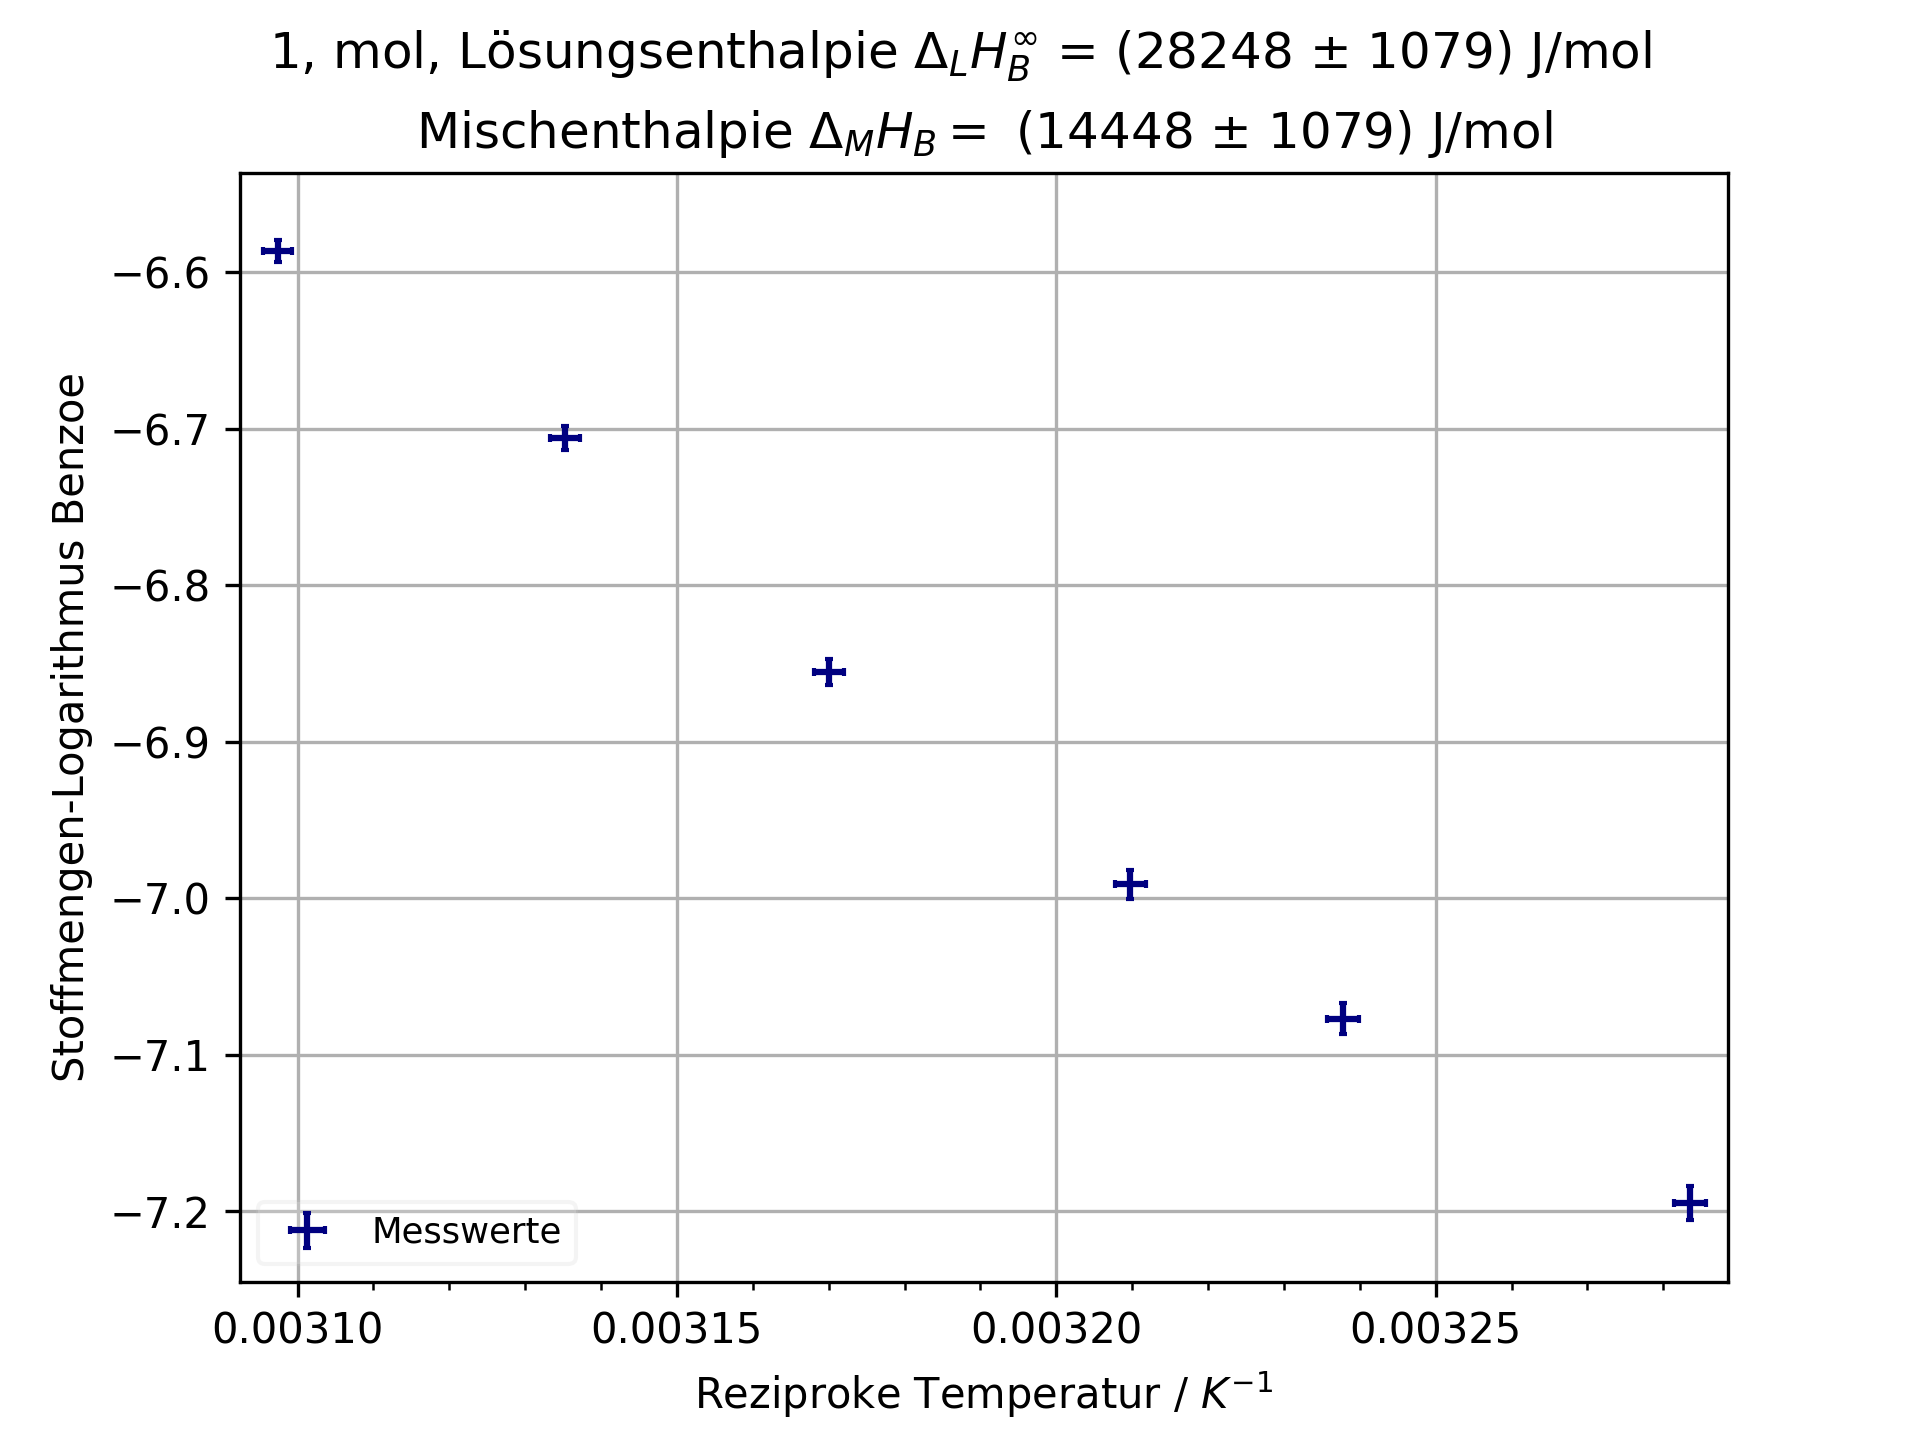 1, mol, Lösungsenthalpie Δ_L H_B^∞ = (28248 ± 1079) J/mol
Mischenthalpie Δ_M H_B = (14448 ± 1079) J/mol
−6.6
−6.7
−6.8
−6.9
−7.0
−7.1
−7.2
Stoffmengen-Logarithmus Benzoe
Messwerte
0.00310 0.00315 0.00320 0.00325
Reziproke Temperatur / K⁻¹